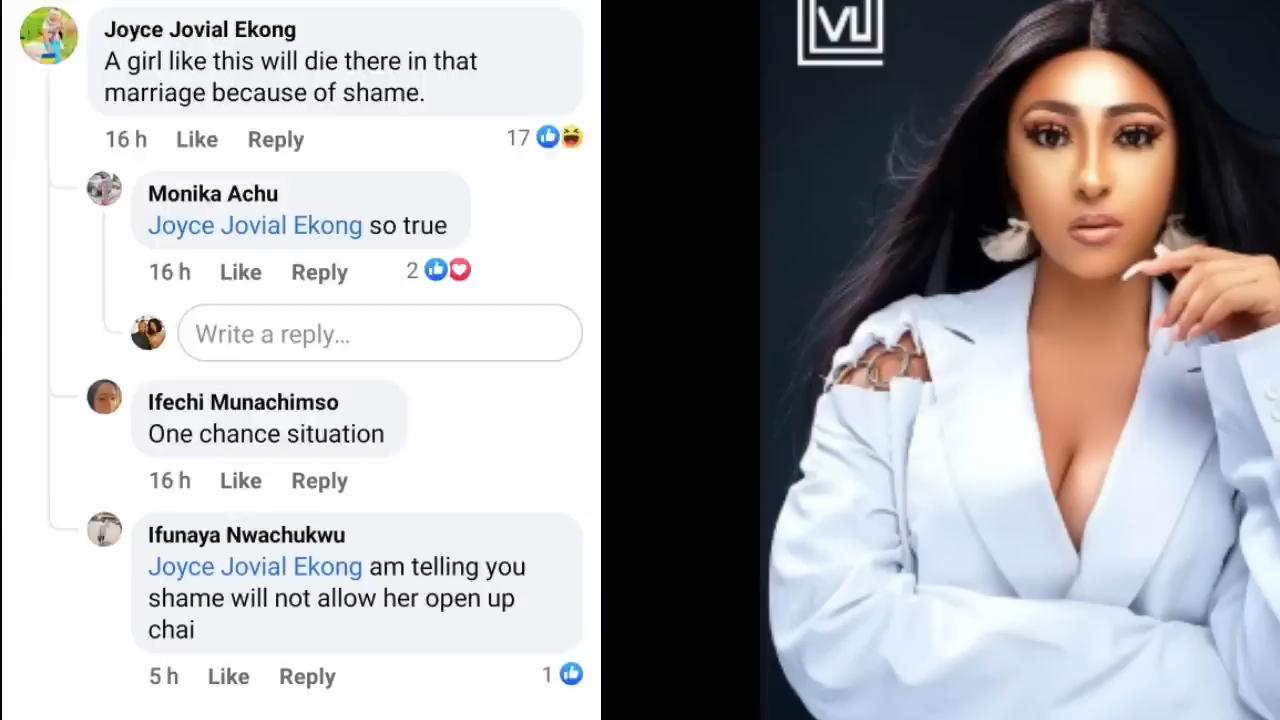 Joyce Jovial Ekong
A girl like this will die there in that
marriage because of shame.
16 h Like Reply 17
Monika Achu
Joyce Jovial Ekong so true
16 h Like Reply 2
Write a reply...
Ifechi Munachimso
One chance situation
16 h Like Reply
Ifunaya Nwachukwu
Joyce Jovial Ekong am telling you
shame will not allow her open up
chai
5 h Like Reply 1